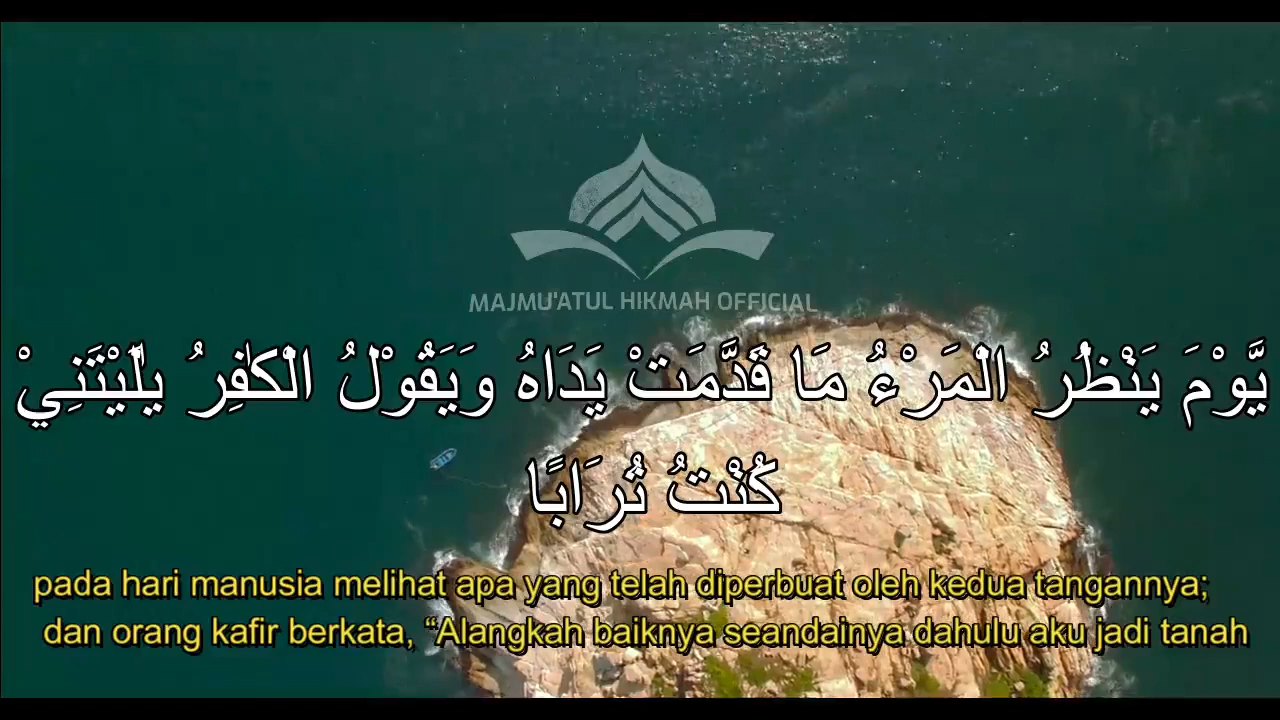 MAJMU'ATUL HIKMAH OFFICIAL
يَّوْمَ يَنْظُرُ الْمَرْءُ مَا قَدَّمَتْ يَدَاهُ وَيَقُوْلُ الْكٰفِرُ يٰلَيْتَنِيْ
كُنْتُ تُرَابًا
pada hari manusia melihat apa yang telah diperbuat oleh kedua tangannya;
dan orang kafir berkata, “Alangkah baiknya seandainya dahulu aku jadi tanah